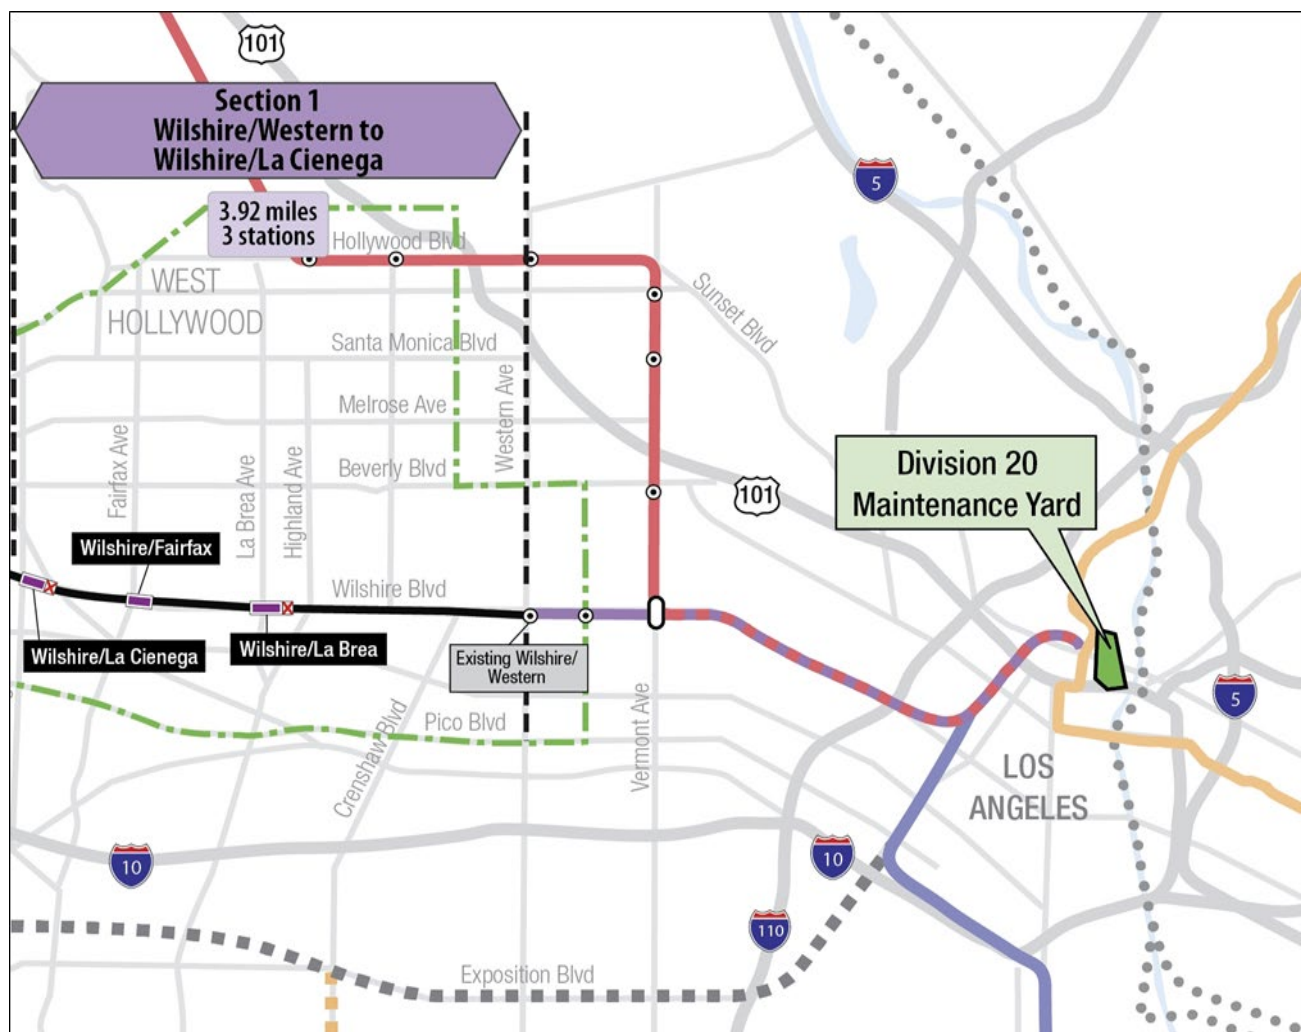 101
Section 1
Wilshire/Western to
Wilshire/La Cienega
5
3.92 miles
3 stations
Hollywood Blvd
WEST
HOLLYWOOD
Sunset Blvd
Santa Monica Blvd
Western Ave
Melrose Ave
Fairfax Ave
La Brea Ave
Highland Ave
Beverly Blvd
101
Division 20
Maintenance Yard
Wilshire/Fairfax
Wilshire Blvd
Wilshire/La Cienega
Wilshire/La Brea
Existing Wilshire/
Western
5
Pico Blvd
Crenshaw Blvd
Vermont Ave
LOS
ANGELES
10
10
110
Exposition Blvd